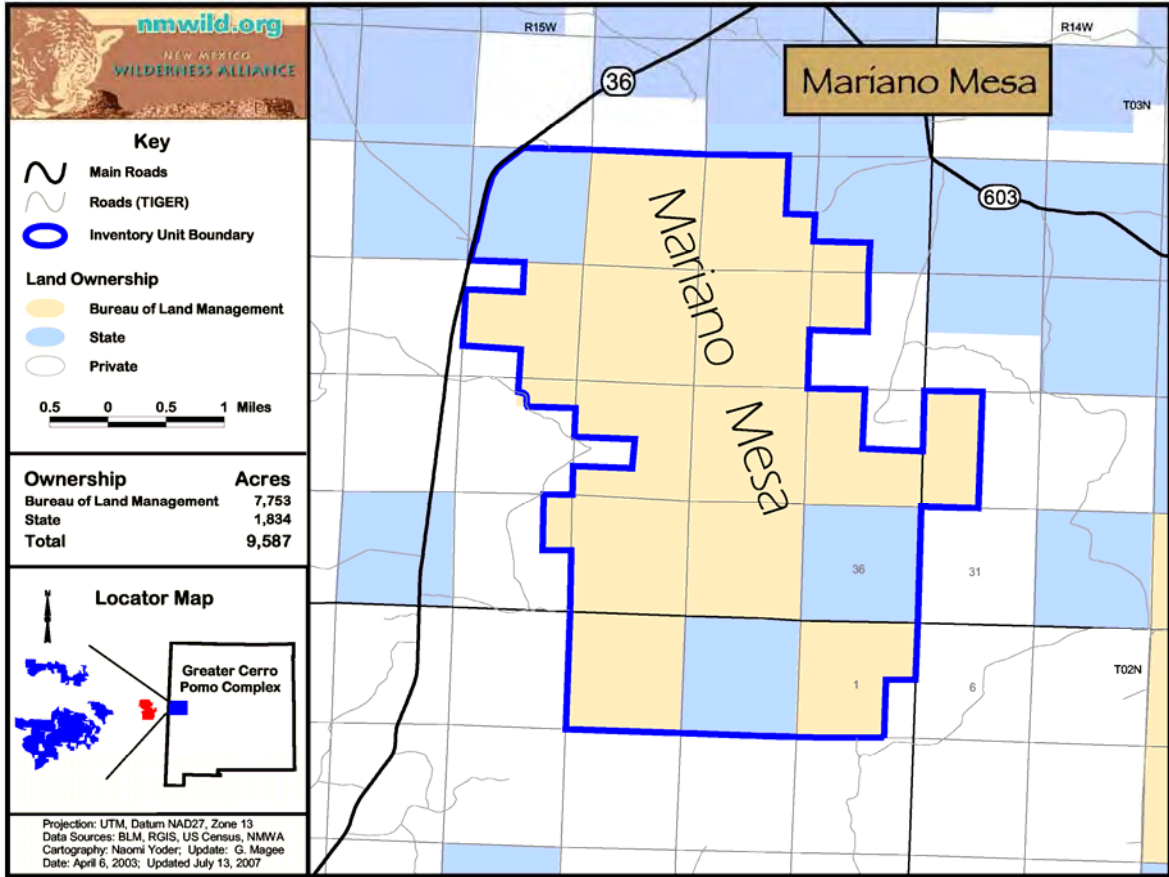 nmwild.org
NEW MEXICO
WILDERNESS ALLIANCE
Key
Main Roads
Roads (TIGER)
Inventory Unit Boundary
Land Ownership
Bureau of Land Management
State
Private
0.5 0 0.5 1 Miles
Ownership Acres
Bureau of Land Management 7,753
State 1,834
Total 9,587
Locator Map
N
Greater Cerro
Pomo Complex
Projection: UTM, Datum NAD27, Zone 13
Data Sources: BLM, RGIS, US Census, NMWA
Cartography: Naomi Yoder; Update: G. Magee
Date: April 6, 2003; Updated July 13, 2007
R15W
R14W
36
Mariano Mesa
T03N
603
Mariano Mesa
36
31
T02N
1
6